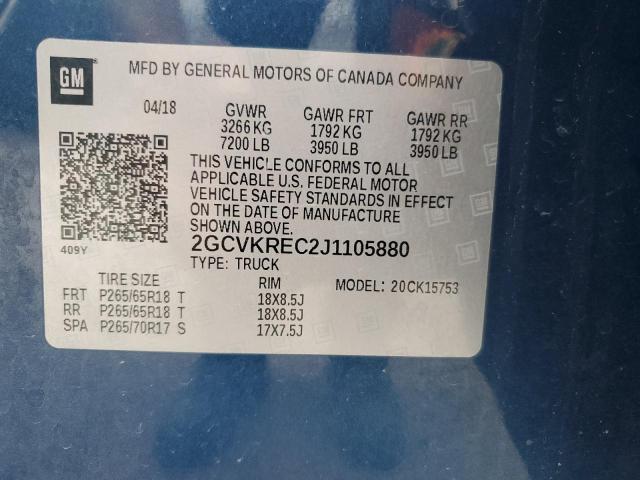 GM
MFD BY GENERAL MOTORS OF CANADA COMPANY
04/18 GVWR GAWR FRT GAWR RR
3266 KG 1792 KG 1792 KG
7200 LB 3950 LB 3950 LB
THIS VEHICLE CONFORMS TO ALL
APPLICABLE U.S. FEDERAL MOTOR
VEHICLE SAFETY STANDARDS IN EFFECT
ON THE DATE OF MANUFACTURE
SHOWN ABOVE.
409Y
2GCVKREC2J1105880
TYPE: TRUCK
TIRE SIZE RIM MODEL: 20CK15753
FRT P265/65R18 T 18X8.5J
RR P265/65R18 T 18X8.5J
SPA P265/70R17 S 17X7.5J